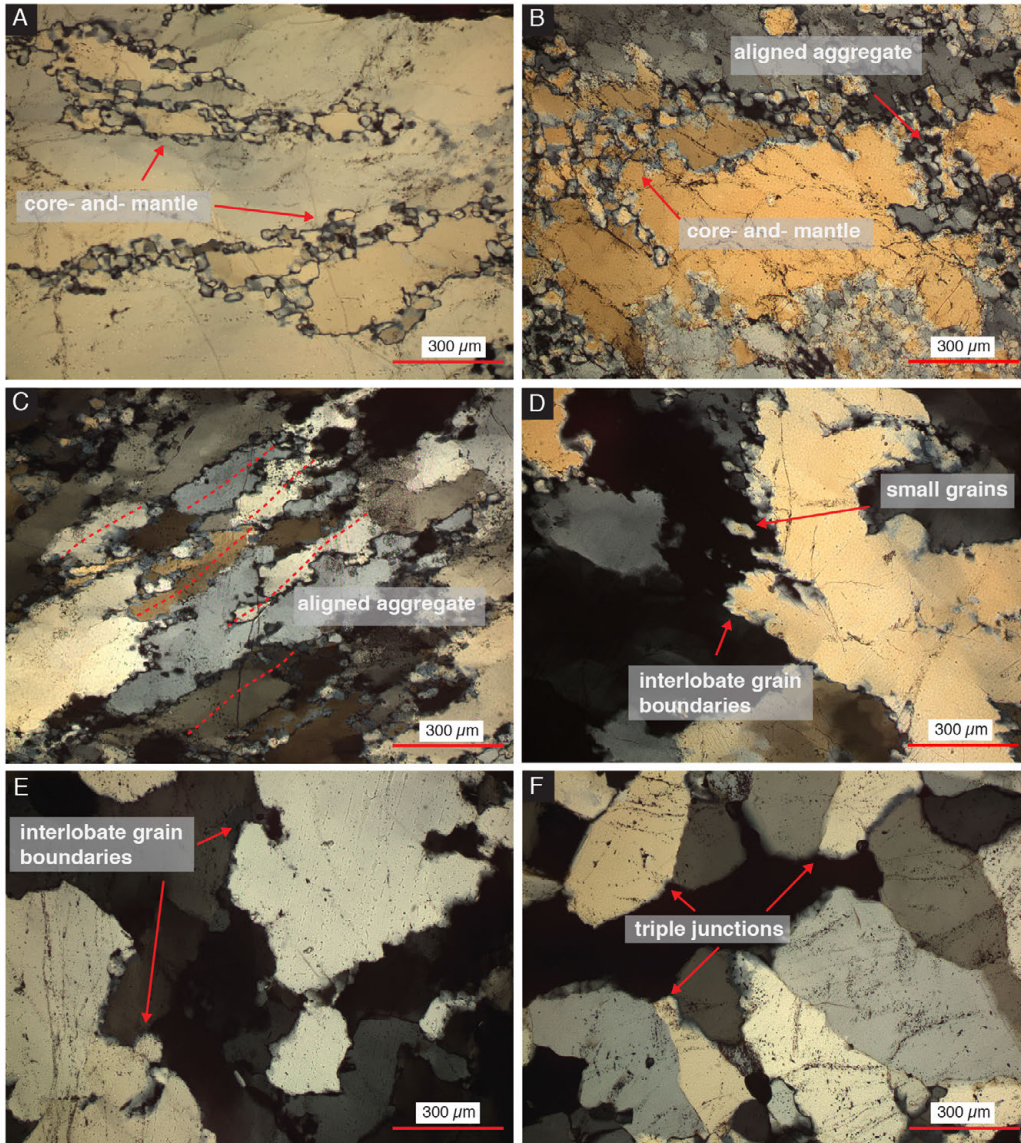 A
core- and- mantle
300 µm
B
aligned aggregate
core- and- mantle
300 µm
C
aligned aggregate
300 µm
D
small grains
interlobate grain
boundaries
300 µm
E
interlobate grain
boundaries
300 µm
F
triple junctions
300 µm